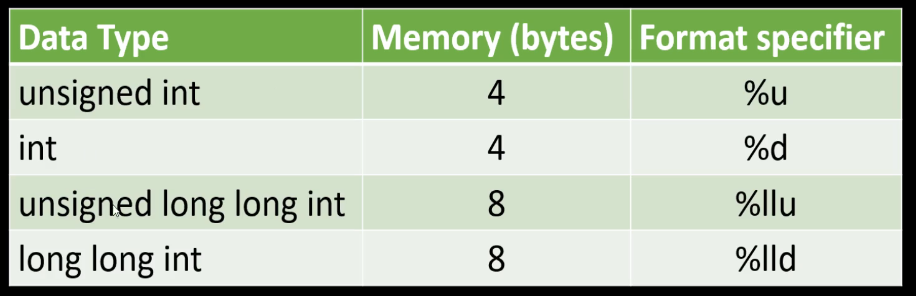 Data Type Memory (bytes) Format specifier
unsigned int 4 %u
int 4 %d
unsigned long long int 8 %llu
long long int 8 %lld